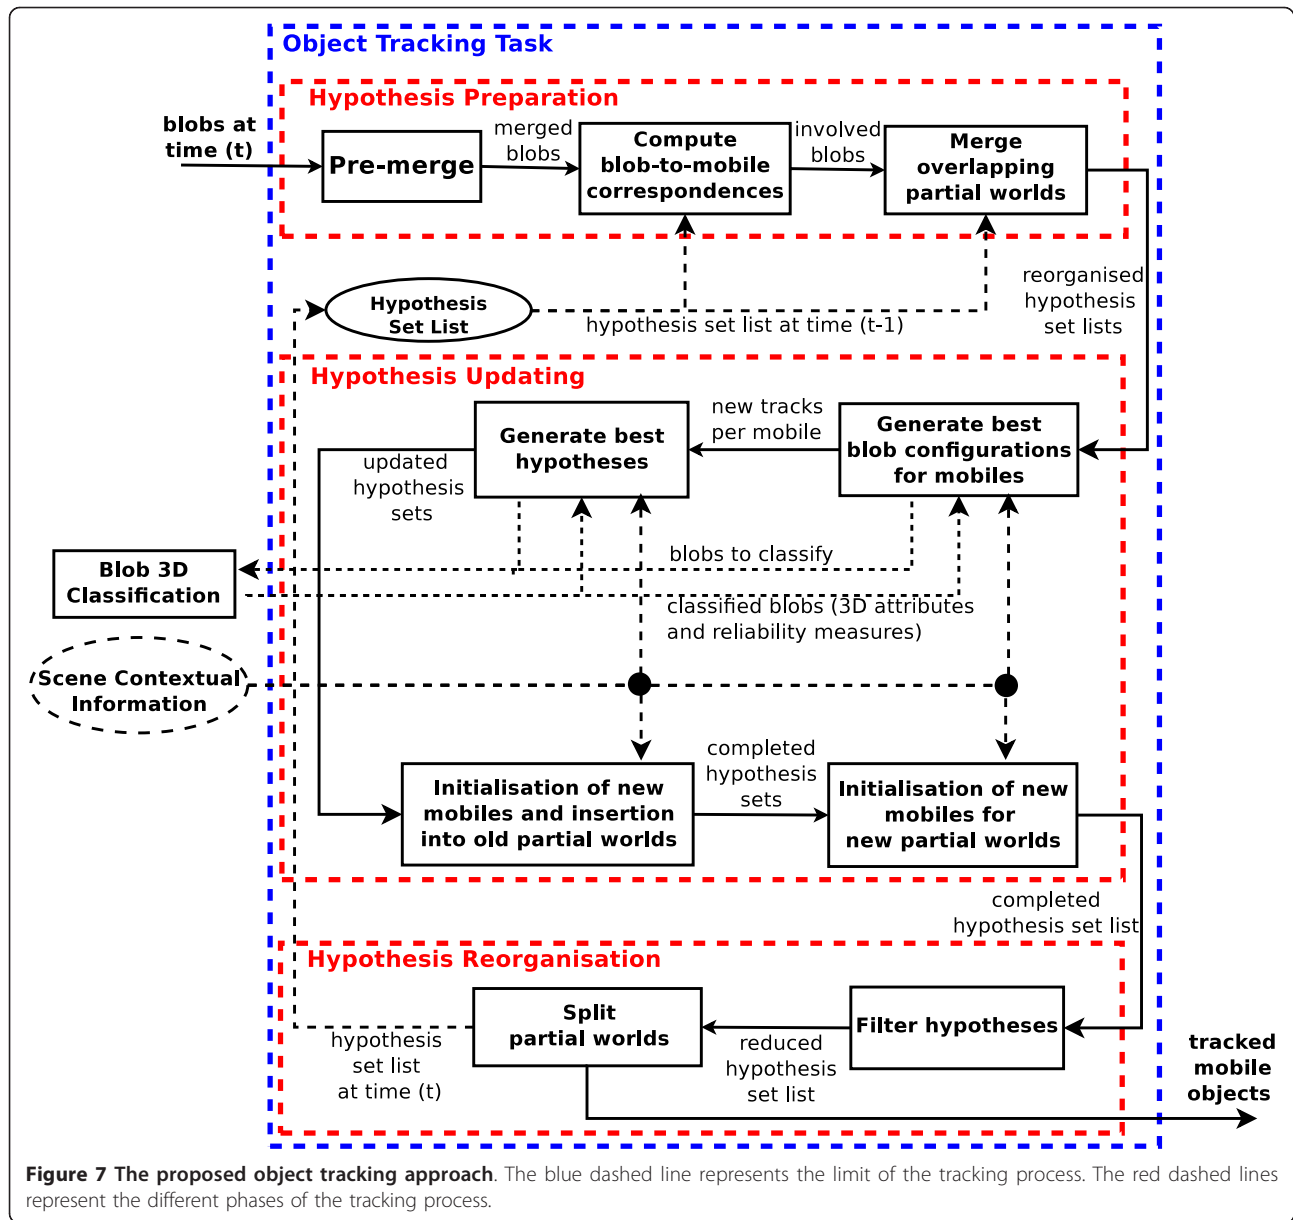 Object Tracking Task
Hypothesis Preparation
blobs at
time (t)
Pre-merge
merged
blobs
Compute
blob-to-mobile
correspondences
involved
blobs
Merge
overlapping
partial worlds
reorganised
hypothesis
set lists
Hypothesis
Set List
hypothesis set list at time (t-1)
Hypothesis Updating
Generate best
hypotheses
new tracks
per mobile
Generate best
blob configurations
for mobiles
updated
hypothesis
sets
blobs to classify
Blob 3D
Classification
classified blobs (3D attributes
and reliability measures)
Scene Contextual
Information
Initialisation of new
mobiles and insertion
into old partial worlds
completed
hypothesis
sets
Initialisation of new
mobiles for
new partial worlds
completed
hypothesis set list
Hypothesis Reorganisation
Split
partial worlds
Filter hypotheses
hypothesis
set list
at time (t)
reduced
hypothesis
set list
tracked
mobile
objects
Figure 7 The proposed object tracking approach. The blue dashed line represents the limit of the tracking process. The red dashed lines
represent the different phases of the tracking process.